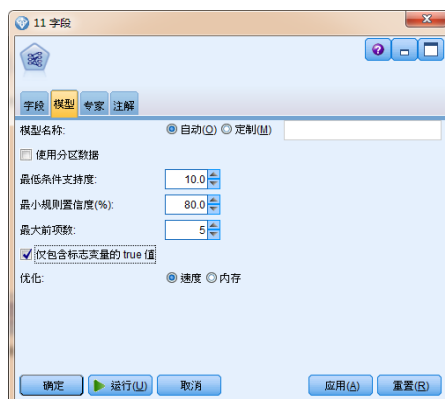 11 字段
字段 模型 专家 注解
模型名称: 自动(O) 定制(M)
使用分区数据
最低条件支持度: 10.0
最小规则置信度(%): 80.0
最大前项数: 5
仅包含标志变量的 true 值
优化: 速度 内存
确定 运行(U) 取消 应用(A) 重置(R)